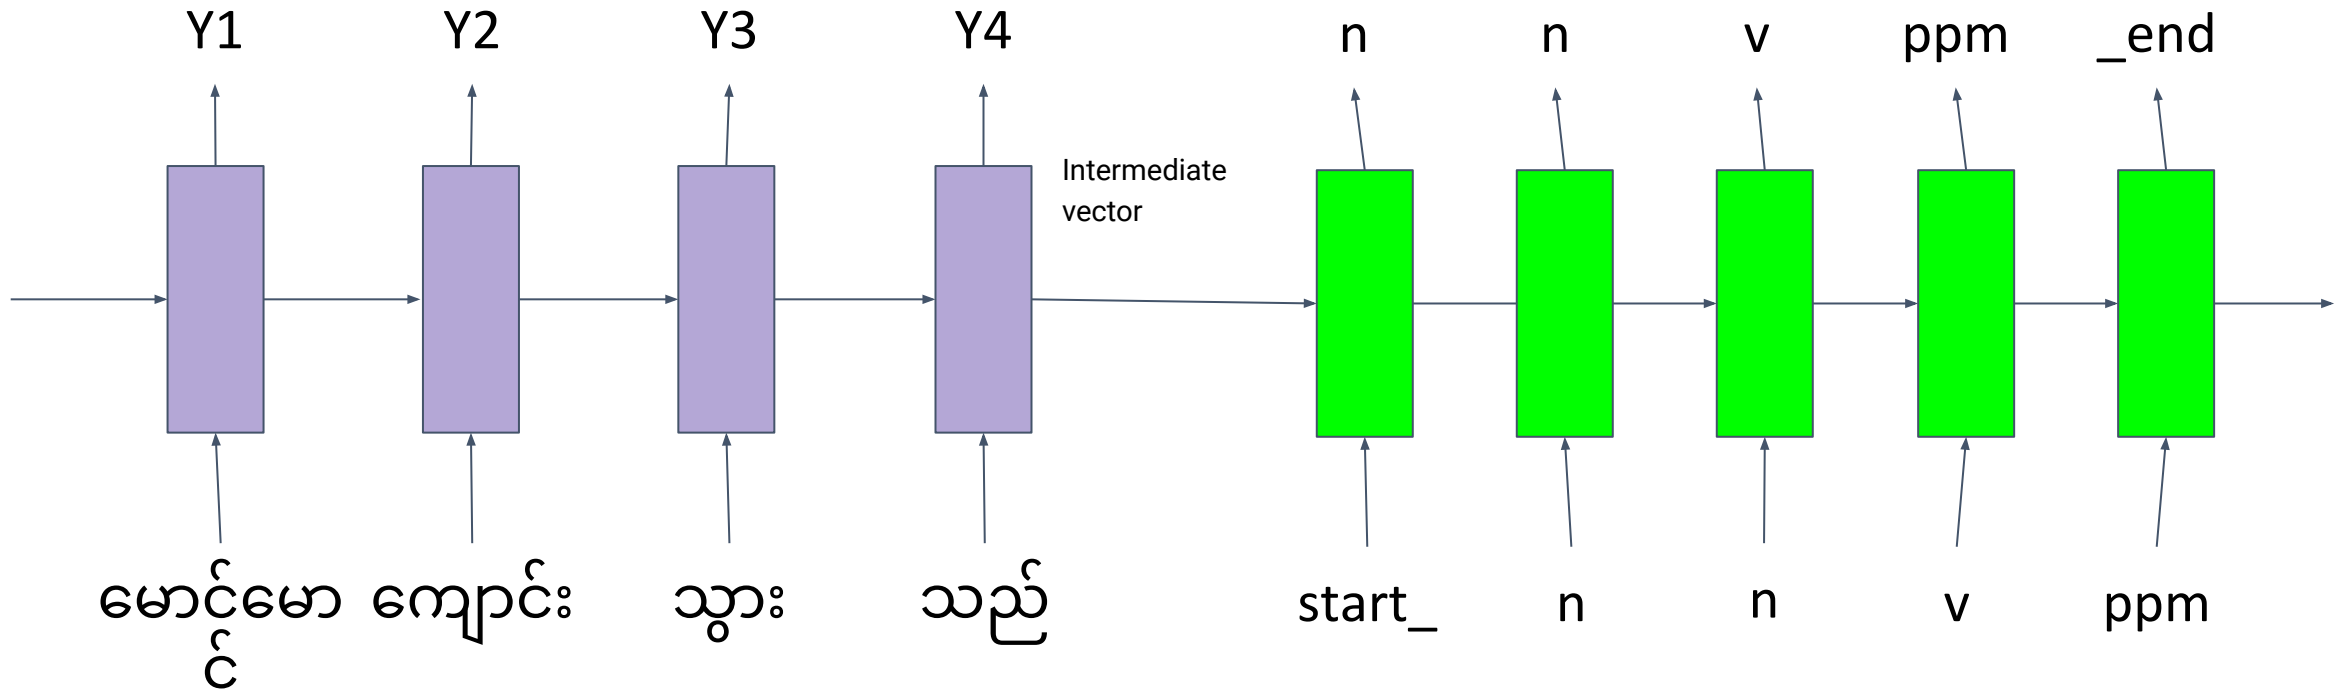 Y1 Y2 Y3 Y4 n n v ppm _end
Intermediate
vector
မောင်မော ကျောင်း သွား သည် start_ n n v ppm
င်